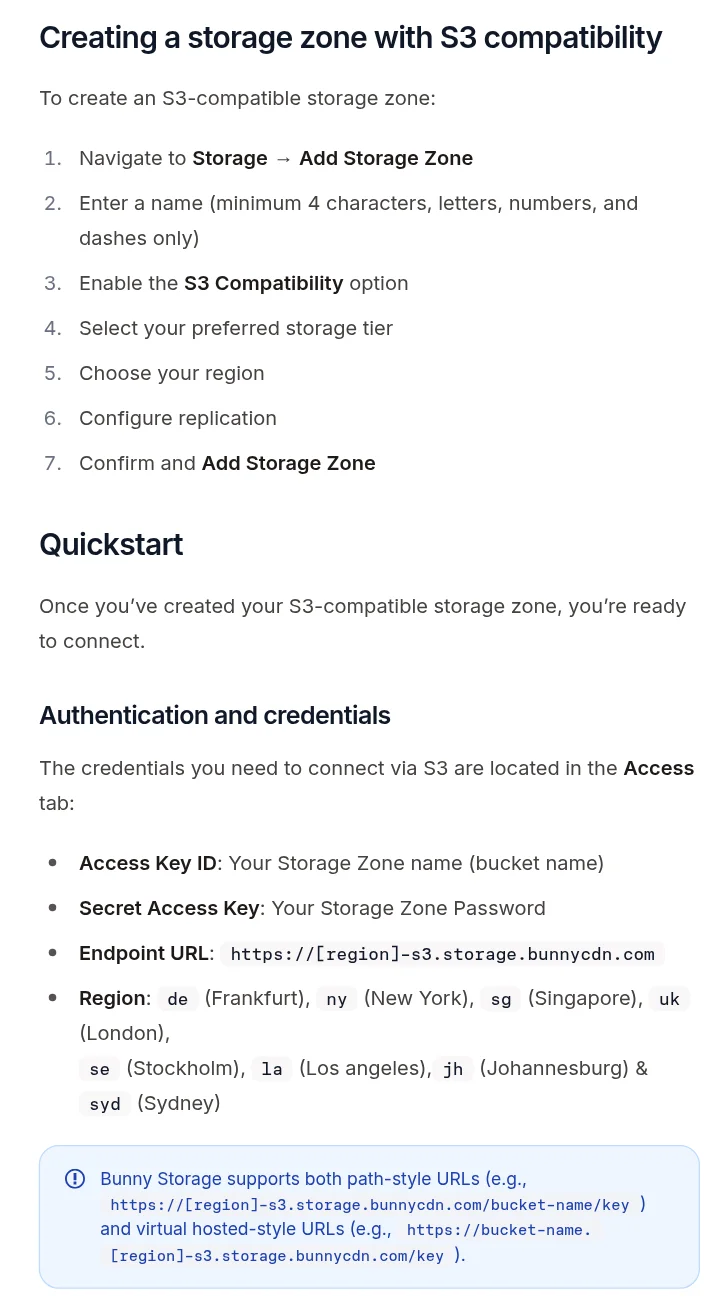 Creating a storage zone with S3 compatibility
To create an S3-compatible storage zone:
1. Navigate to Storage → Add Storage Zone
2. Enter a name (minimum 4 characters, letters, numbers, and
dashes only)
3. Enable the S3 Compatibility option
4. Select your preferred storage tier
5. Choose your region
6. Configure replication
7. Confirm and Add Storage Zone
Quickstart
Once you’ve created your S3-compatible storage zone, you’re ready
to connect.
Authentication and credentials
The credentials you need to connect via S3 are located in the Access
tab:
• Access Key ID: Your Storage Zone name (bucket name)
• Secret Access Key: Your Storage Zone Password
• Endpoint URL: https://[region]-s3.storage.bunnycdn.com
• Region: de (Frankfurt), ny (New York), sg (Singapore), uk
(London),
se (Stockholm), la (Los angeles), jh (Johannesburg) &
syd (Sydney)
Bunny Storage supports both path-style URLs (e.g.,
https://[region]-s3.storage.bunnycdn.com/bucket-name/key )
and virtual hosted-style URLs (e.g., https://bucket-name.
[region]-s3.storage.bunnycdn.com/key ).